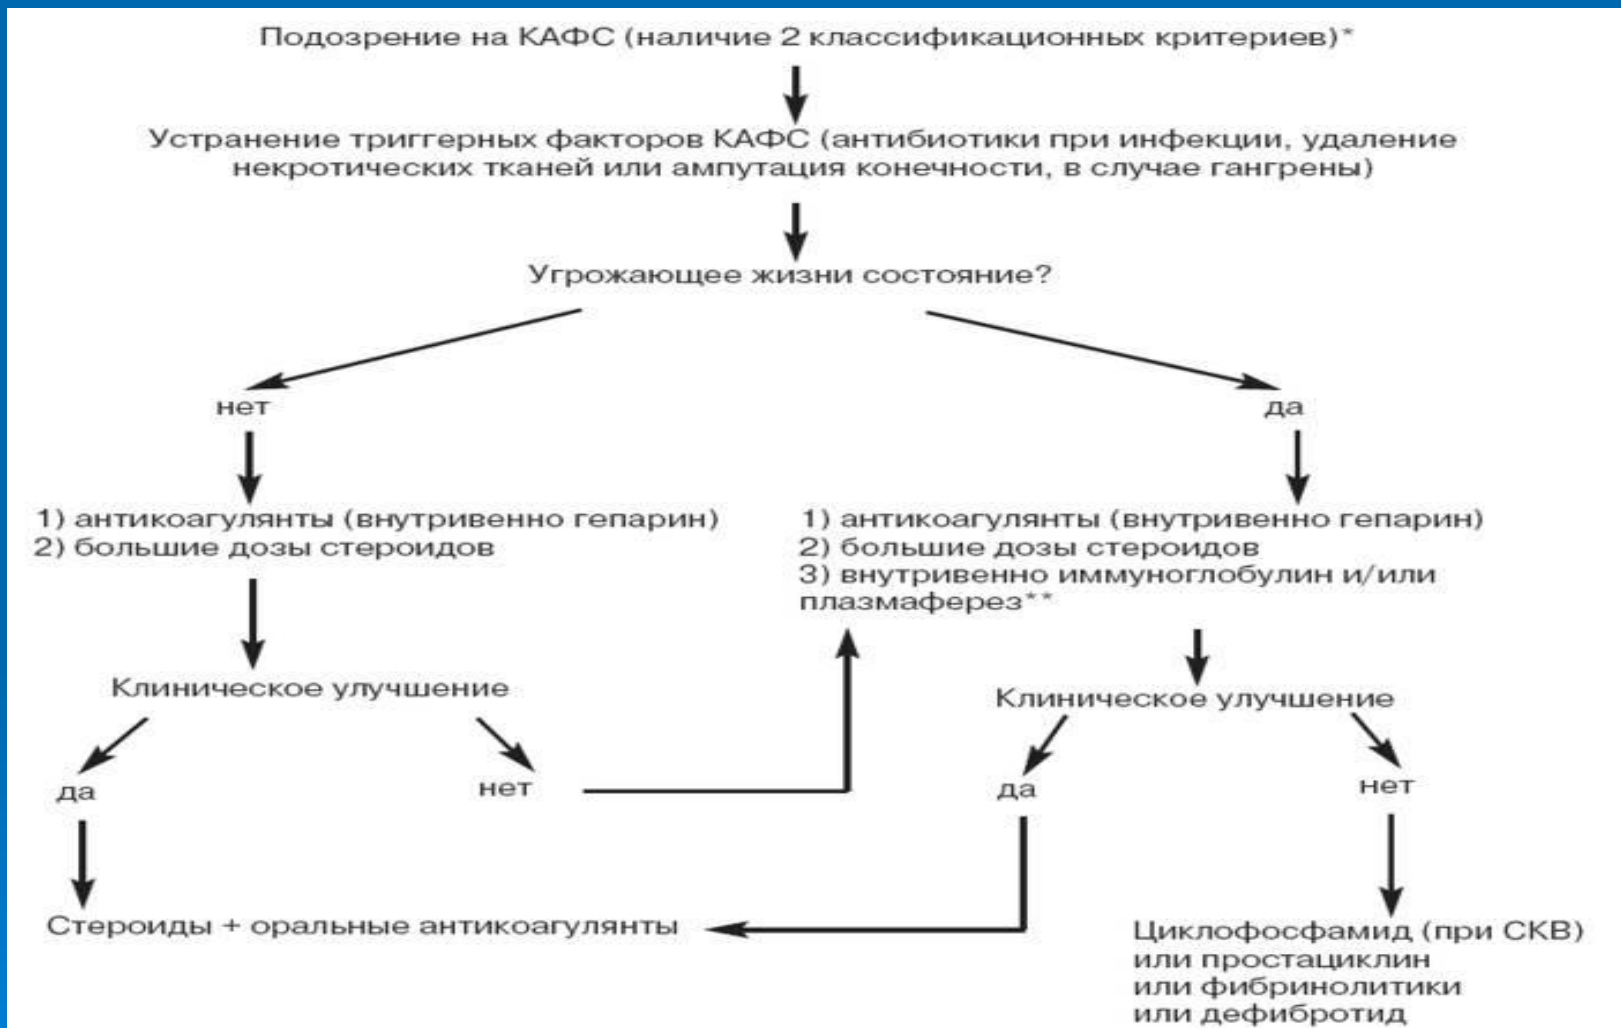 Подозрение на КАФС (наличие 2 классификационных критериев)*
Устранение триггерных факторов КАФС (антибиотики при инфекции, удаление
некротических тканей или ампутация конечности, в случае гангрены)
Угрожающее жизни состояние?
нет
да
1) антикоагулянты (внутривенно гепарин)
2) большие дозы стероидов
1) антикоагулянты (внутривенно гепарин)
2) большие дозы стероидов
3) внутривенно иммуноглобулин и/или
плазмаферез**
Клиническое улучшение
Клиническое улучшение
да
нет
да
нет
Стероиды + оральные антикоагулянты
Циклофосфамид (при СКВ)
или простациклин
или фибринолитики
или дефибротид